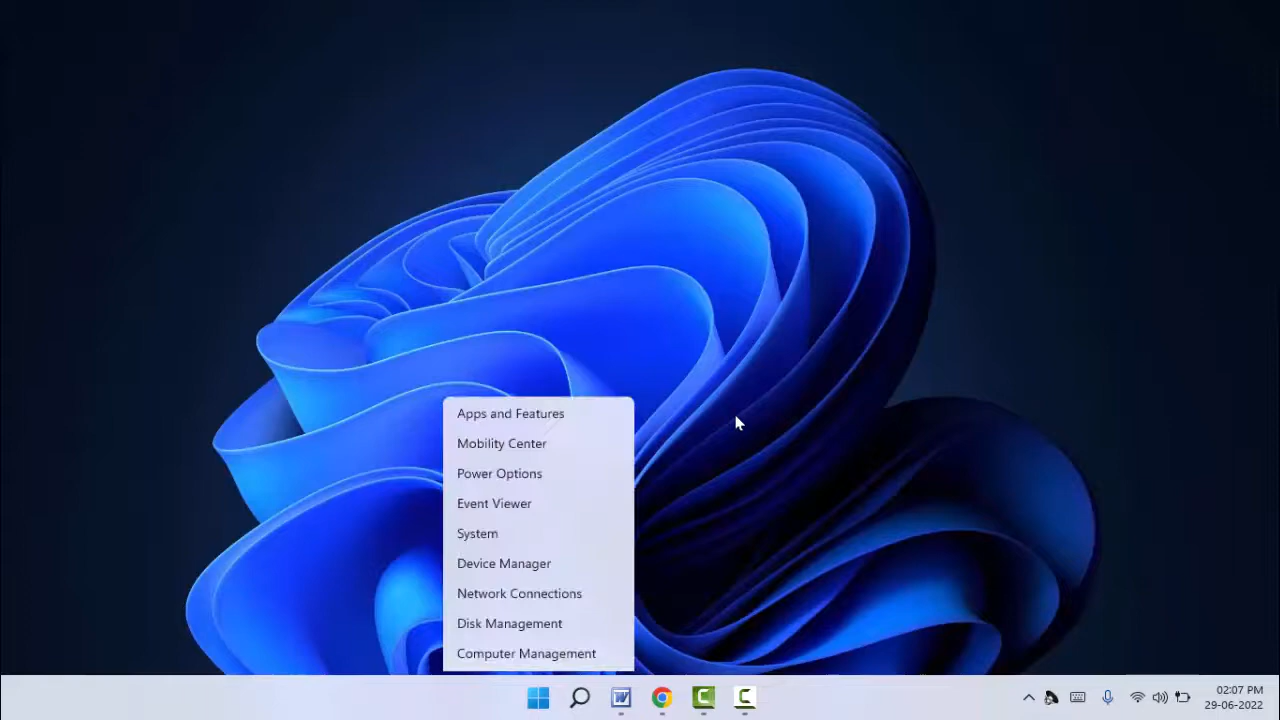 Apps and Features
Mobility Center
Power Options
Event Viewer
System
Device Manager
Network Connections
Disk Management
Computer Management
02:07 PM
29-06-2022